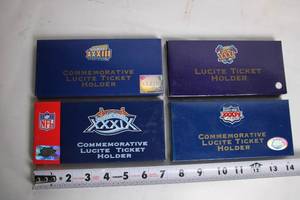 XXXIII
COMMEMORATIVE
LUCITE TICKET
HOLDER
LUCITE TICKET
HOLDER
NFL
XXXIX
COMMEMORATIVE
LUCITE TICKET
HOLDER
COMMEMORATIVE
LUCITE TICKET
HOLDER
1 2 3 4 5 6 7 8 9 10 11 12 13 14